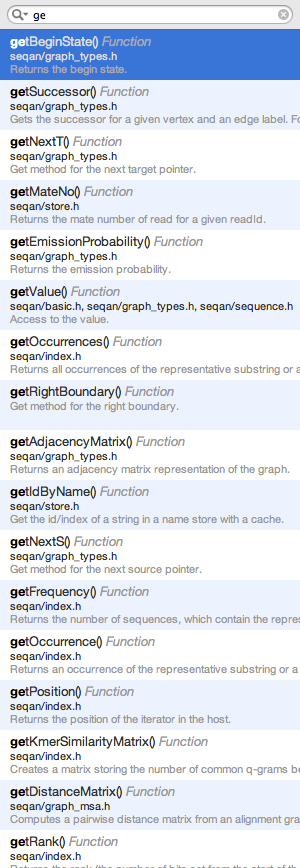 ge
getBeginState() Function
seqan/graph_types.h
Returns the begin state.
getSuccessor() Function
seqan/graph_types.h
Gets the successor for a given vertex and an edge label. Fo
getNextT() Function
seqan/graph_types.h
Get method for the next target pointer.
getMateNo() Function
seqan/store.h
Returns the mate number of read for a given readId.
getEmissionProbability() Function
seqan/graph_types.h
Returns the emission probability.
getValue() Function
seqan/basic.h, seqan/graph_types.h, seqan/sequence.h
Access to the value.
getOccurrences() Function
seqan/index.h
Returns all occurrences of the representative substring or a
getRightBoundary() Function
Get method for the right boundary.
getAdjacencyMatrix() Function
seqan/graph_types.h
Returns an adjacency matrix representation of the graph.
getIdByName() Function
seqan/store.h
Get the id/index of a string in a name store with a cache.
getNextS() Function
seqan/graph_types.h
Get method for the next source pointer.
getFrequency() Function
seqan/index.h
Returns the number of sequences, which contain the repres
getOccurrence() Function
seqan/index.h
Returns an occurrence of the representative substring or a
getPosition() Function
seqan/index.h
Returns the position of the iterator in the host.
getKmerSimilarityMatrix() Function
seqan/index.h
Creates a matrix storing the number of common q-grams be
getDistanceMatrix() Function
seqan/graph_msa.h
Computes a pairwise distance matrix from an alignment gra
getRank() Function
seqan/index.h